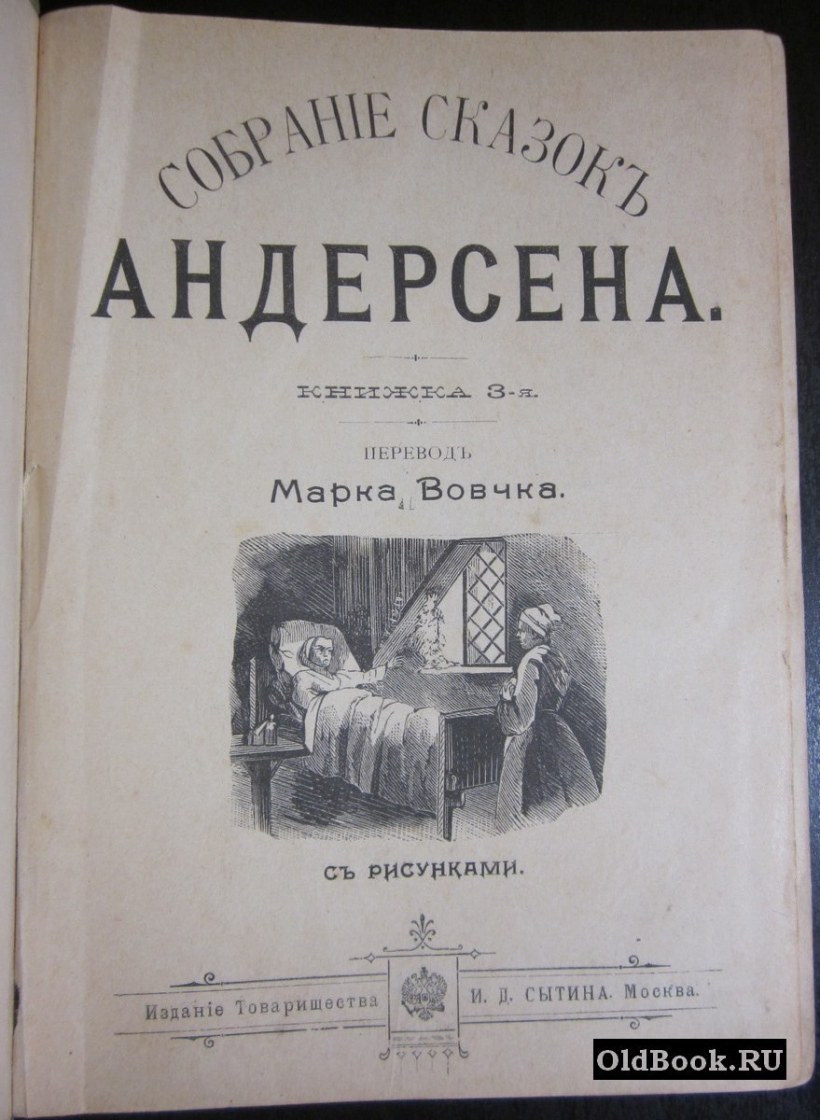 СОБРАНІЕ СКАЗОКЪ
АНДЕРСЕНА.
КНИЖКА 3-я.
ПЕРЕВОДЪ
Марка Вовчка.
СЪ РИСУНКАМИ.
Изданіе Товарищества И. Д. СЫТИНА. Москва.
OldBook.RU